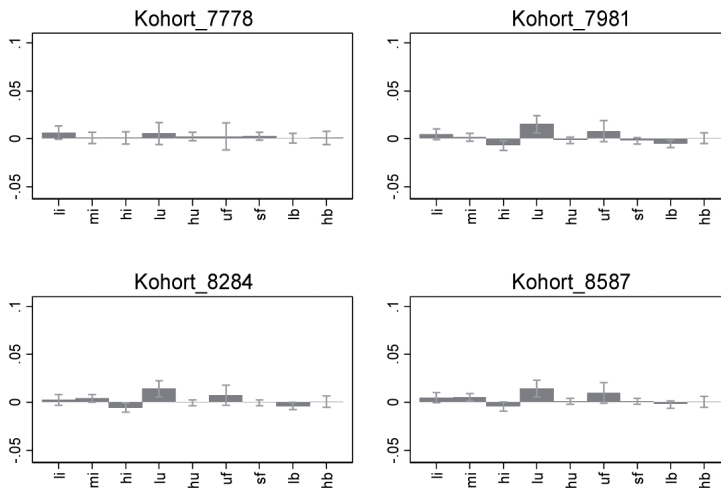 Kohort_7778
.1
.05
0
-.05
li mi hi lu hu uf sf lb hb
Kohort_7981
.1
.05
0
-.05
li mi hi lu hu uf sf lb hb
Kohort_8284
.1
.05
0
-.05
li mi hi lu hu uf sf lb hb
Kohort_8587
.1
.05
0
-.05
li mi hi lu hu uf sf lb hb